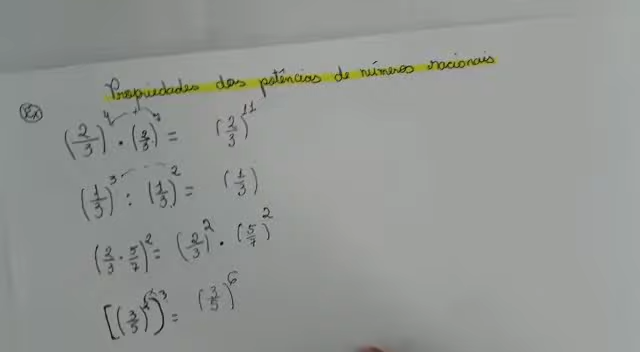 Propriedades das potências de números racionais
Ex
(2/3)^4 · (2/3)^7 = (2/3)^11
(1/3)^3 : (1/3)^2 = (1/3)
(2/3 · 5/7)^2 = (2/3)^2 · (5/7)^2
[(3/5)^2]^3 = (3/5)^6